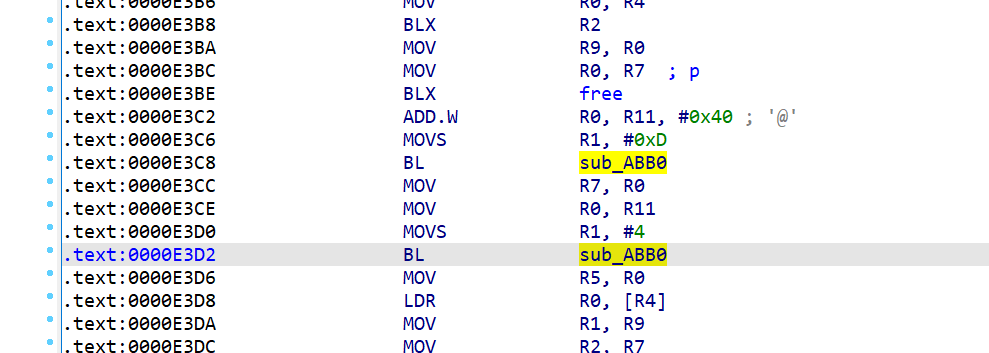 .text:0000E3B6 MOV R0, R4
.text:0000E3B8 BLX R2
.text:0000E3BA MOV R9, R0
.text:0000E3BC MOV R0, R7 ; p
.text:0000E3BE BLX free
.text:0000E3C2 ADD.W R0, R11, #0x40 ; '@'
.text:0000E3C6 MOVS R1, #0xD
.text:0000E3C8 BL sub_ABB0
.text:0000E3CC MOV R7, R0
.text:0000E3CE MOV R0, R11
.text:0000E3D0 MOVS R1, #4
.text:0000E3D2 BL sub_ABB0
.text:0000E3D6 MOV R5, R0
.text:0000E3D8 LDR R0, [R4]
.text:0000E3DA MOV R1, R9
.text:0000E3DC MOV R2, R7